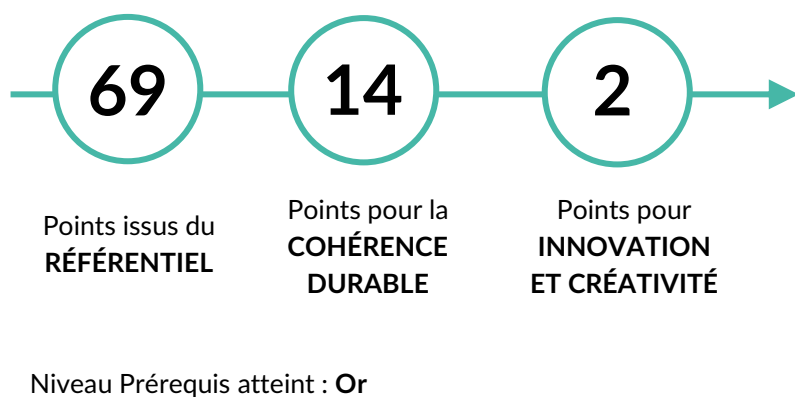 69
14
2
Points issus du
RÉFÉRENTIEL
Points pour la
COHÉRENCE
DURABLE
Points pour
INNOVATION
ET CRÉATIVITÉ
Niveau Prérequis atteint : Or